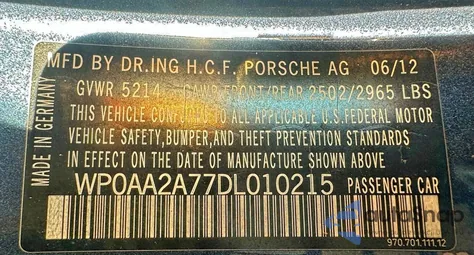 MFD BY DR.ING H.C.F. PORSCHE AG 06/12
GVWR 5214 GAWR FRONT/REAR 2502/2965 LBS
THIS VEHICLE CONFORMS TO ALL APPLICABLE U.S.FEDERAL MOTOR
VEHICLE SAFETY,BUMPER,AND THEFT PREVENTION STANDARDS
IN EFFECT ON THE DATE OF MANUFACTURE SHOWN ABOVE
WP0AA2A77DL010215 PASSENGER CAR
MADE IN GERMANY
autosnap
970.701.111.12